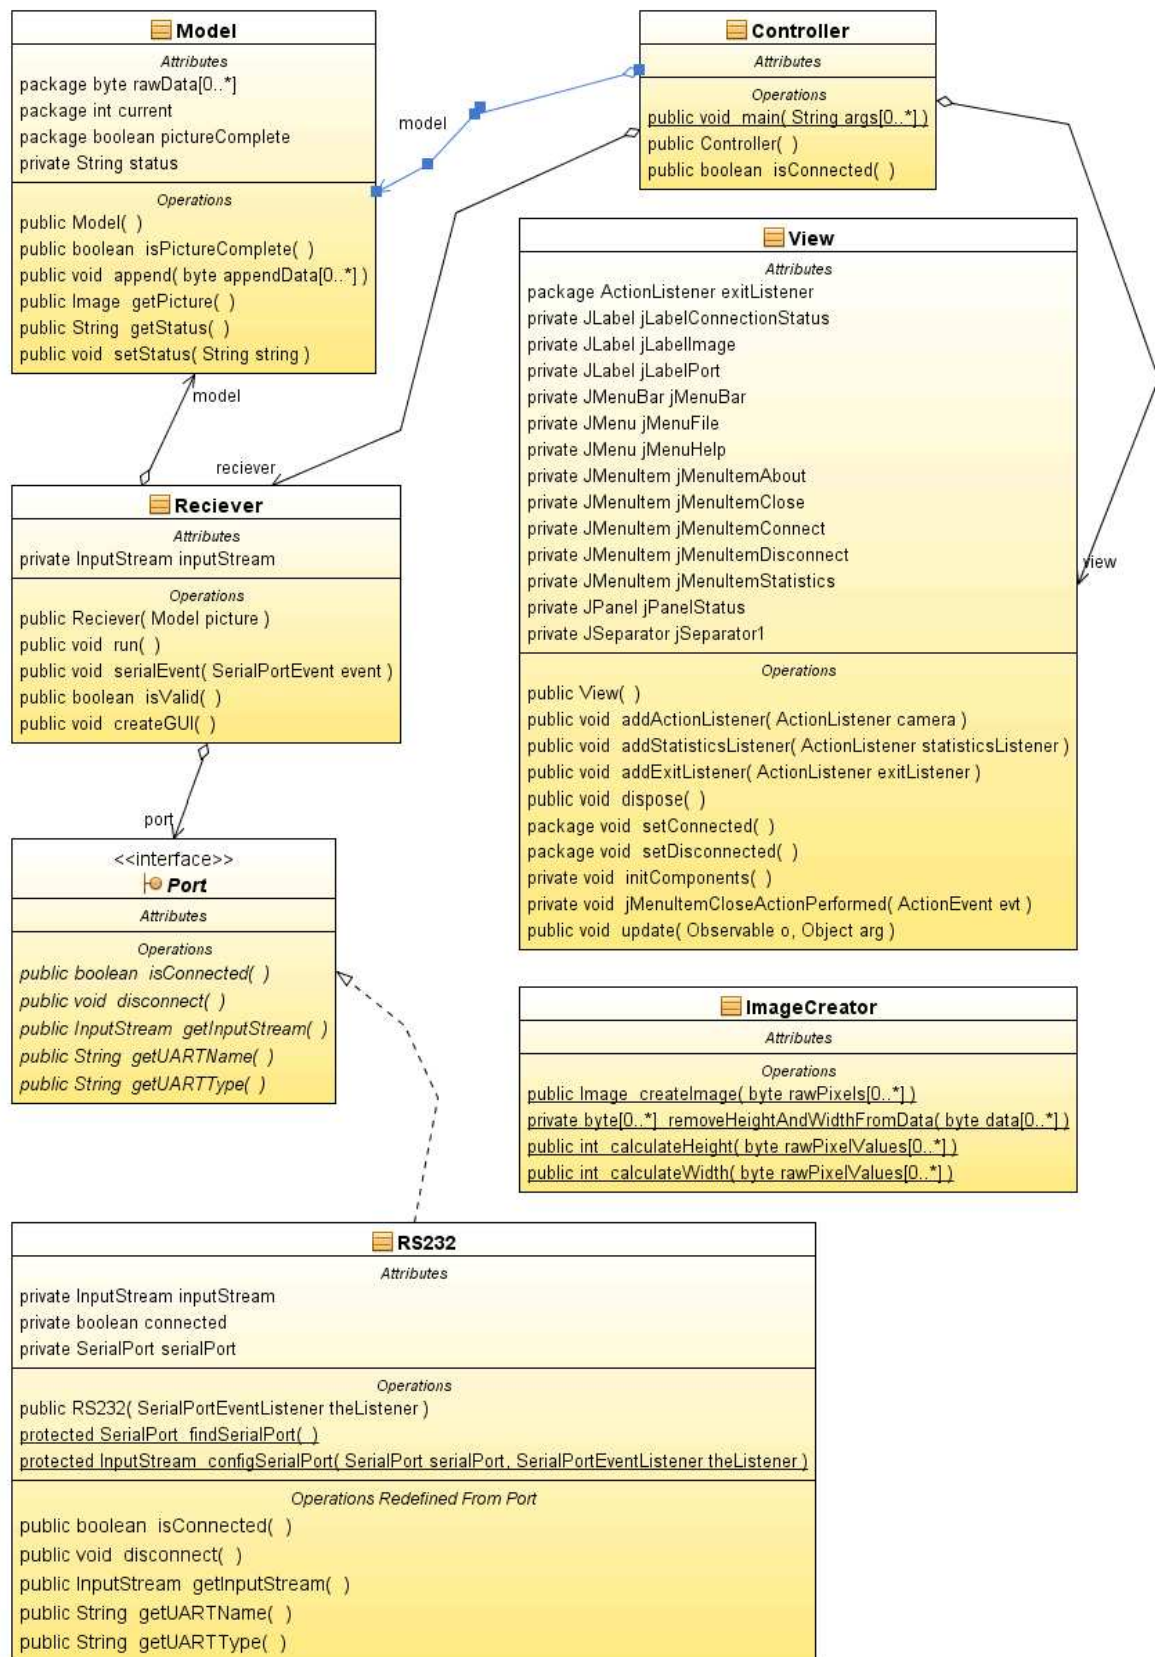 Model
Attributes
package byte rawData[0..*]
package int current
package boolean pictureComplete
private String status
Operations
public Model( )
public boolean isPictureComplete( )
public void append( byte appendData[0..*] )
public Image getPicture( )
public String getStatus( )
public void setStatus( String string )
model
Controller
Attributes
Operations
public void main( String args[0..*] )
public Controller( )
public boolean isConnected( )
model
reciever
view
View
Attributes
package ActionListener exitListener
private JLabel jLabelConnectionStatus
private JLabel jLabelImage
private JLabel jLabelPort
private JMenuBar jMenuBar
private JMenu jMenuFile
private JMenu jMenuHelp
private JMenuItem jMenuItemAbout
private JMenuItem jMenuItemClose
private JMenuItem jMenuItemConnect
private JMenuItem jMenuItemDisconnect
private JMenuItem jMenuItemStatistics
private JPanel jPanelStatus
private JSeparator jSeparator1
Operations
public View( )
public void addActionListener( ActionListener camera )
public void addStatisticsListener( ActionListener statisticsListener )
public void addExitListener( ActionListener exitListener )
public void dispose( )
package void setConnected( )
package void setDisconnected( )
private void initComponents( )
private void jMenuItemCloseActionPerformed( ActionEvent evt )
public void update( Observable o, Object arg )
Reciever
Attributes
private InputStream inputStream
Operations
public Reciever( Model picture )
public void run( )
public void serialEvent( SerialPortEvent event )
public boolean isValid( )
public void createGUI( )
port
<<interface>>
Port
Attributes
Operations
public boolean isConnected( )
public void disconnect( )
public InputStream getInputStream( )
public String getUARTName( )
public String getUARTType( )
ImageCreator
Attributes
Operations
public Image createImage( byte rawPixels[0..*] )
private byte[0..*] removeHeightAndWidthFromData( byte data[0..*] )
public int calculateHeight( byte rawPixelValues[0..*] )
public int calculateWidth( byte rawPixelValues[0..*] )
RS232
Attributes
private InputStream inputStream
private boolean connected
private SerialPort serialPort
Operations
public RS232( SerialPortEventListener theListener )
protected SerialPort findSerialPort( )
protected InputStream configSerialPort( SerialPort serialPort, SerialPortEventListener theListener )
Operations Redefined From Port
public boolean isConnected( )
public void disconnect( )
public InputStream getInputStream( )
public String getUARTName( )
public String getUARTType( )